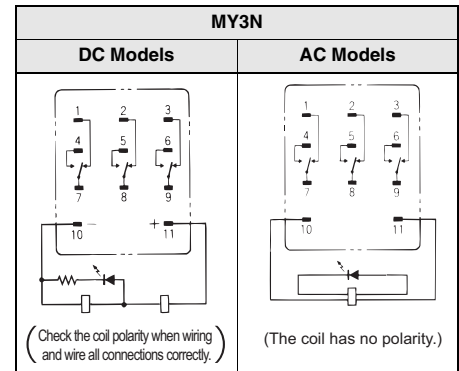 MY3N
DC Models
AC Models
1 2 3
4 5 6
7 8 9
10 − + 11
(Check the coil polarity when wiring
and wire all connections correctly.)
1 2 3
4 5 6
7 8 9
10 11
(The coil has no polarity.)